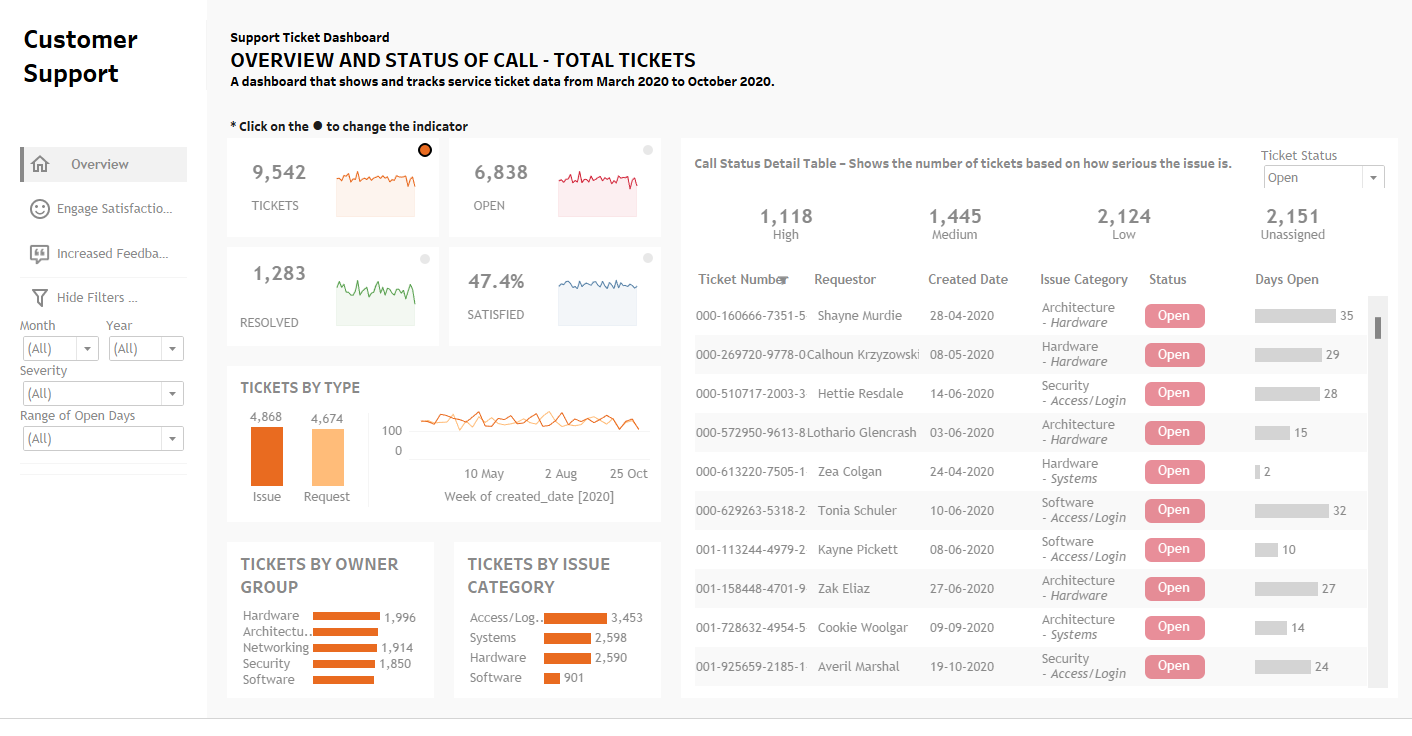 Customer
Support
Overview
Engage Satisfactio...
Increased Feedba...
Hide Filters ...
Month Year
(All) (All)
Severity
(All)
Range of Open Days
(All)
Support Ticket Dashboard
OVERVIEW AND STATUS OF CALL - TOTAL TICKETS
A dashboard that shows and tracks service ticket data from March 2020 to October 2020.
* Click on the ● to change the indicator
9,542
TICKETS
6,838
OPEN
1,283
RESOLVED
47.4%
SATISFIED
TICKETS BY TYPE
4,868 4,674
Issue Request
100
0
10 May 2 Aug 25 Oct
Week of created_date [2020]
TICKETS BY OWNER
GROUP
Hardware 1,996
Architectu..
Networking 1,914
Security 1,850
Software
TICKETS BY ISSUE
CATEGORY
Access/Log.. 3,453
Systems 2,598
Hardware 2,590
Software 901
Call Status Detail Table – Shows the number of tickets based on how serious the issue is.
Ticket Status
Open
1,118 1,445 2,124 2,151
High Medium Low Unassigned
Ticket Number Requestor Created Date Issue Category Status Days Open
000-160666-7351-5 Shayne Murdie 28-04-2020 Architecture Open 35
- Hardware
000-269720-9778-0 Calhoun Krzyzowski 08-05-2020 Hardware Open 29
- Hardware
000-510717-2003-3 Hettie Resdale 14-06-2020 Security Open 28
- Access/Login
000-572950-9613-8 Lothario Glencrash 03-06-2020 Architecture Open 15
- Hardware
000-613220-7505-1 Zea Colgan 24-04-2020 Hardware Open 2
- Systems
000-629263-5318-2 Tonia Schuler 10-06-2020 Software Open 32
- Access/Login
001-113244-4979-2 Kayne Pickett 08-06-2020 Software Open 10
- Access/Login
001-158448-4701-9 Zak Eliaz 27-06-2020 Architecture Open 27
- Hardware
001-728632-4954-5 Cookie Woolgar 09-09-2020 Architecture Open 14
- Systems
001-925659-2185-1 Averil Marshal 19-10-2020 Security Open 24
- Access/Login